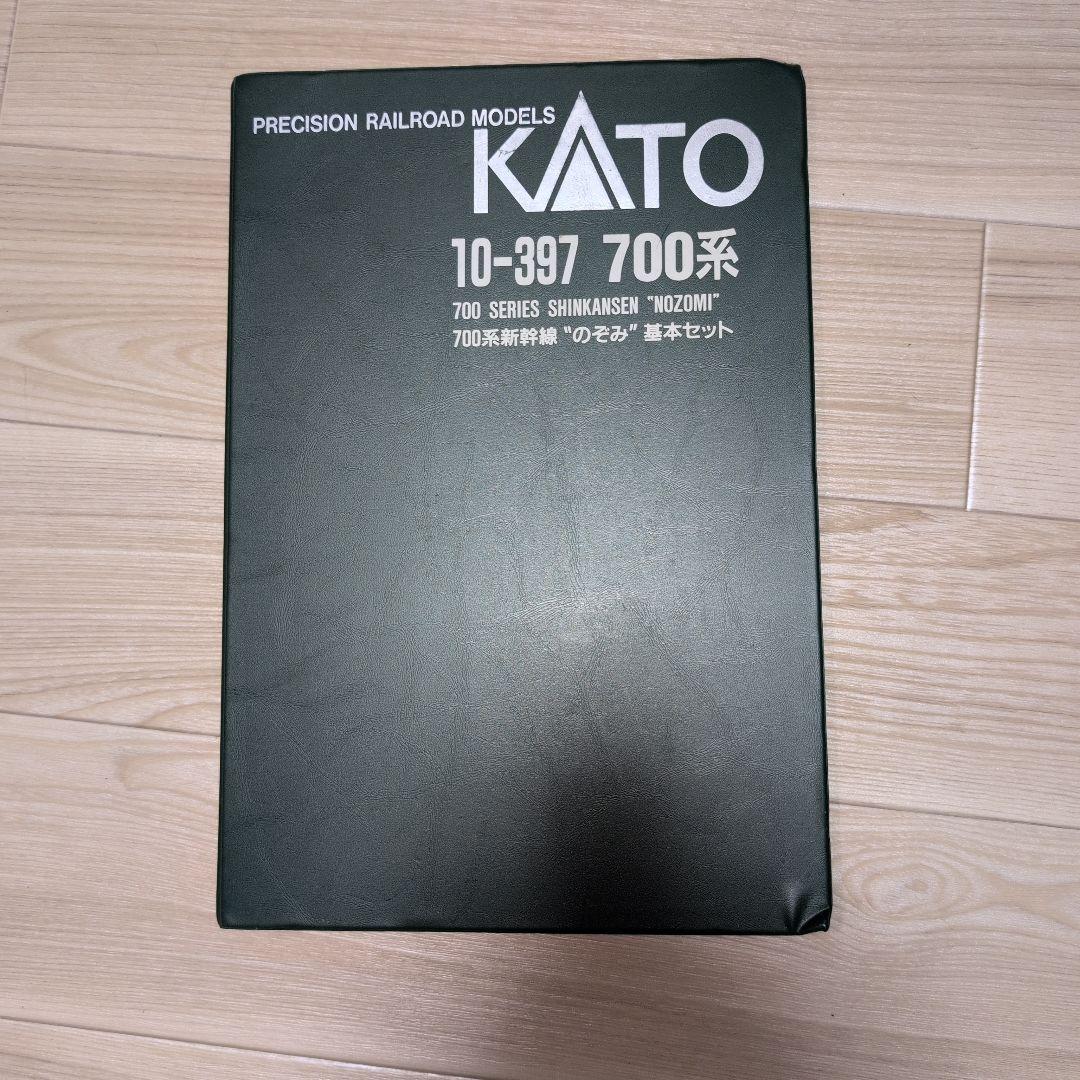 PRECISION RAILROAD MODELS
KATO
10-397 700系
700 SERIES SHINKANSEN "NOZOMI"
700系新幹線 "のぞみ" 基本セット